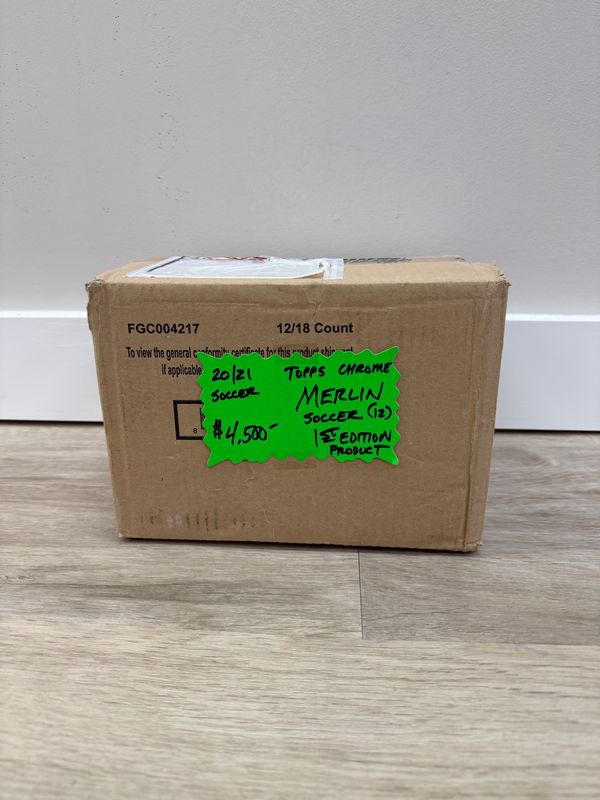 FGC004217 12/18 Count
To view the general conformity certificate for this product
if applicable
20/21 TOPPS CHROME
SOCCER MERLIN
SOCCER (12)
$4,500- 1ST EDITION
PRODUCT